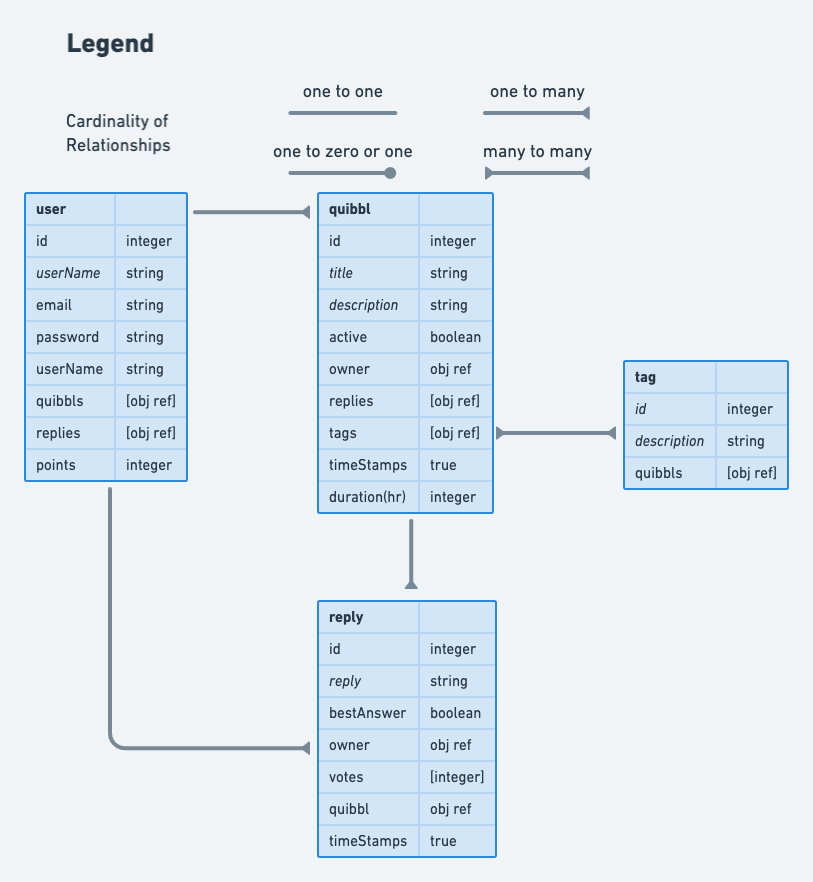 Legend
Cardinality of
Relationships
one to one
one to many
one to zero or one
many to many
user
id integer
userName string
email string
password string
userName string
quibbls [obj ref]
replies [obj ref]
points integer
quibbl
id integer
title string
description string
active boolean
owner obj ref
replies [obj ref]
tags [obj ref]
timeStamps true
duration(hr) integer
tag
id integer
description string
quibbls [obj ref]
reply
id integer
reply string
bestAnswer boolean
owner obj ref
votes [integer]
quibbl obj ref
timeStamps true